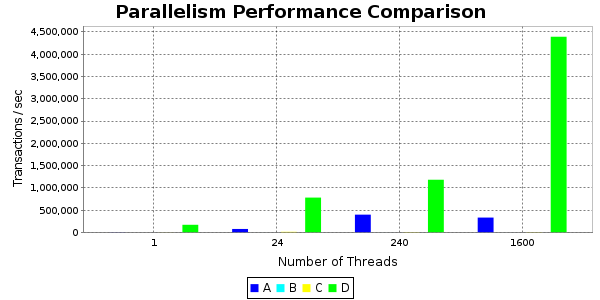 Parallelism Performance Comparison
4,500,000
4,000,000
3,500,000
3,000,000
2,500,000
2,000,000
1,500,000
1,000,000
500,000
0
Transactions / sec
1 24 240 1600
Number of Threads
A B C D